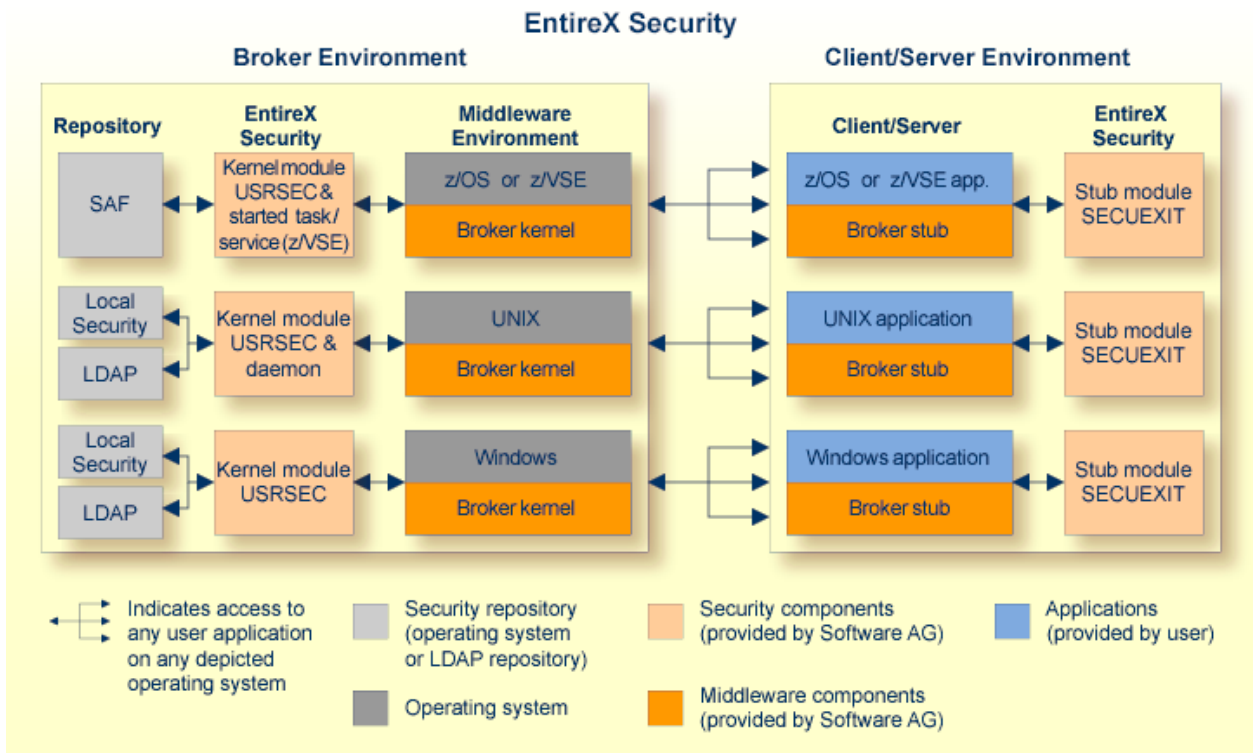 EntireX Security
Broker Environment
Client/Server Environment
Repository
EntireX
Security
Middleware
Environment
Client/Server
EntireX
Security
SAF
Kernel module
USRSEC &
started task/
service (z/VSE)
z/OS or z/VSE
Broker kernel
z/OS or z/VSE app.
Broker stub
Stub module
SECUEXIT
Local
Security
LDAP
Kernel module
USRSEC &
daemon
UNIX
Broker kernel
UNIX application
Broker stub
Stub module
SECUEXIT
Local
Security
LDAP
Kernel module
USRSEC
Windows
Broker kernel
Windows application
Broker stub
Stub module
SECUEXIT
Indicates access to
any user application
on any depicted
operating system
Security repository
(operating system
or LDAP repository)
Operating system
Security components
(provided by Software AG)
Middleware components
(provided by Software AG)
Applications
(provided by user)